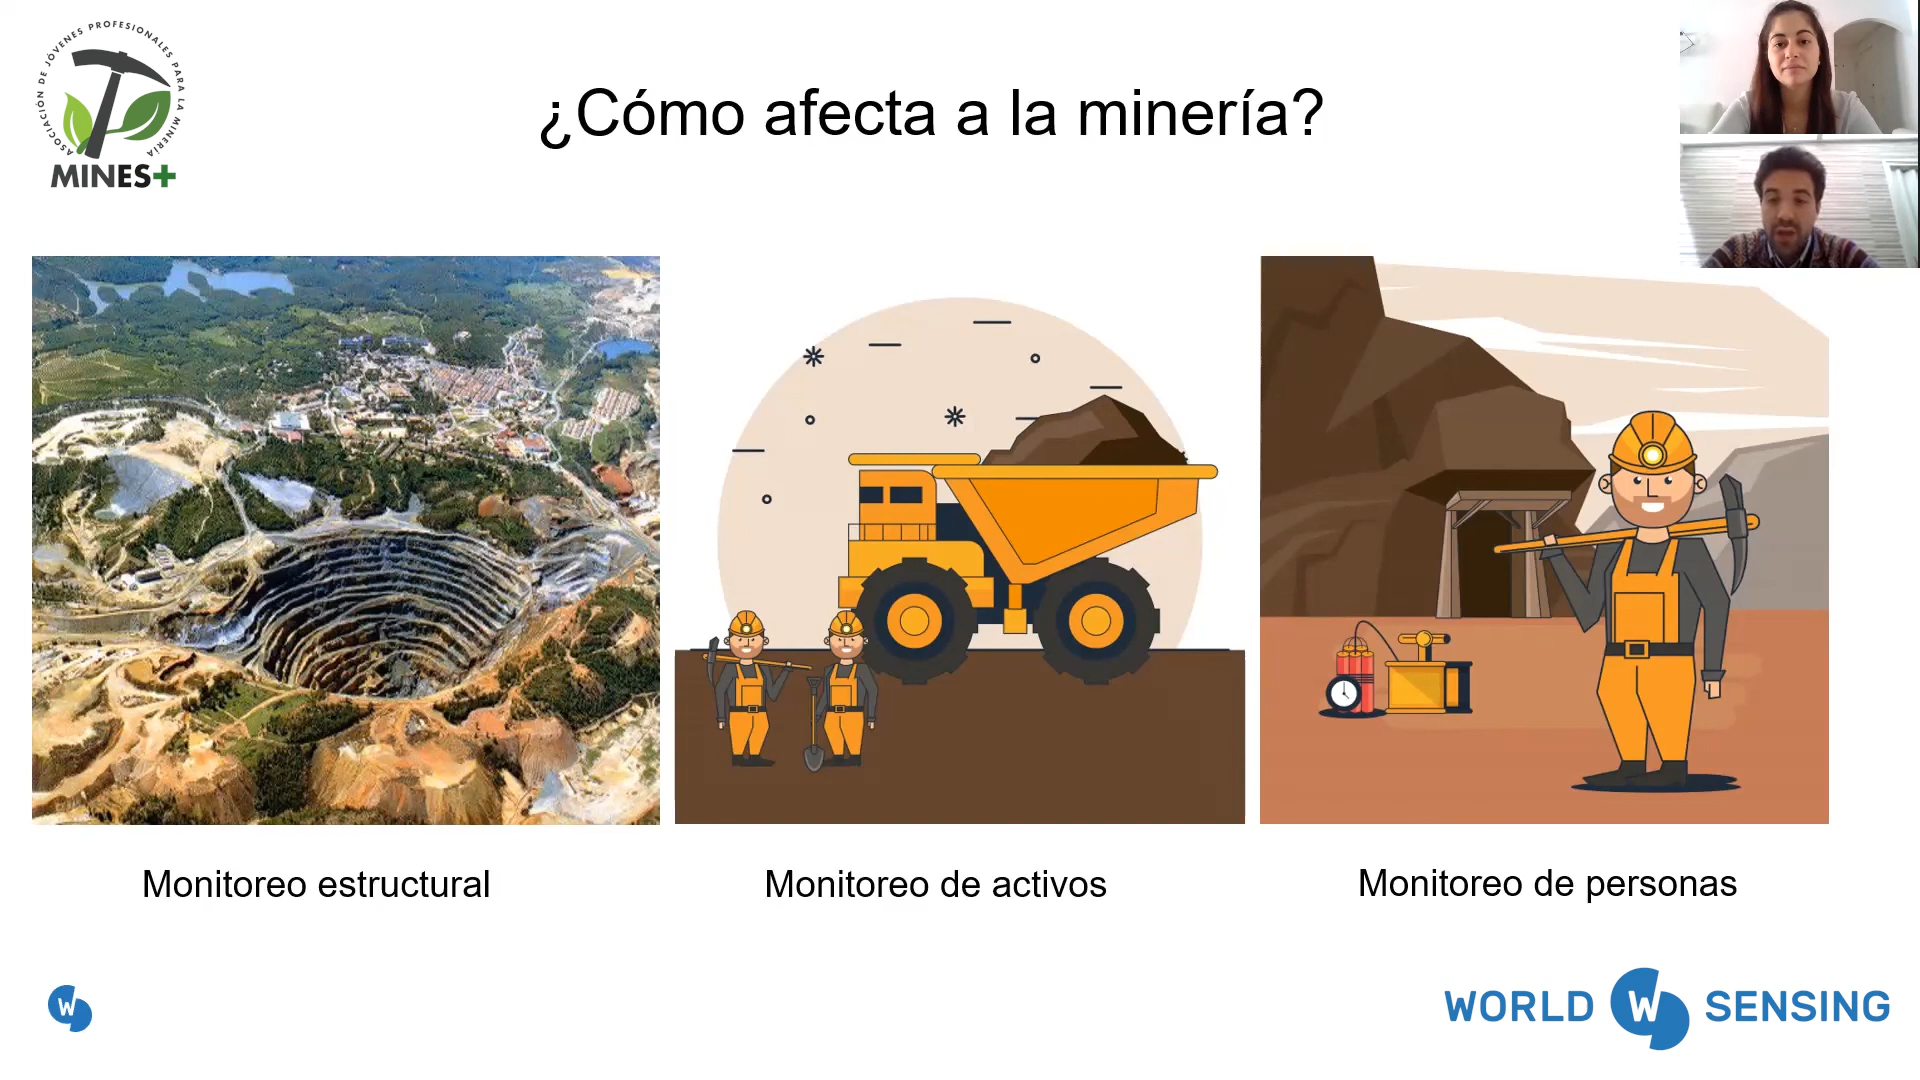 ASOCIACIÓN DE JÓVENES PROFESIONALES PARA LA MINERÍA
MINES+
¿Cómo afecta a la minería?
Monitoreo estructural
Monitoreo de activos
Monitoreo de personas
W
WORLD W SENSING